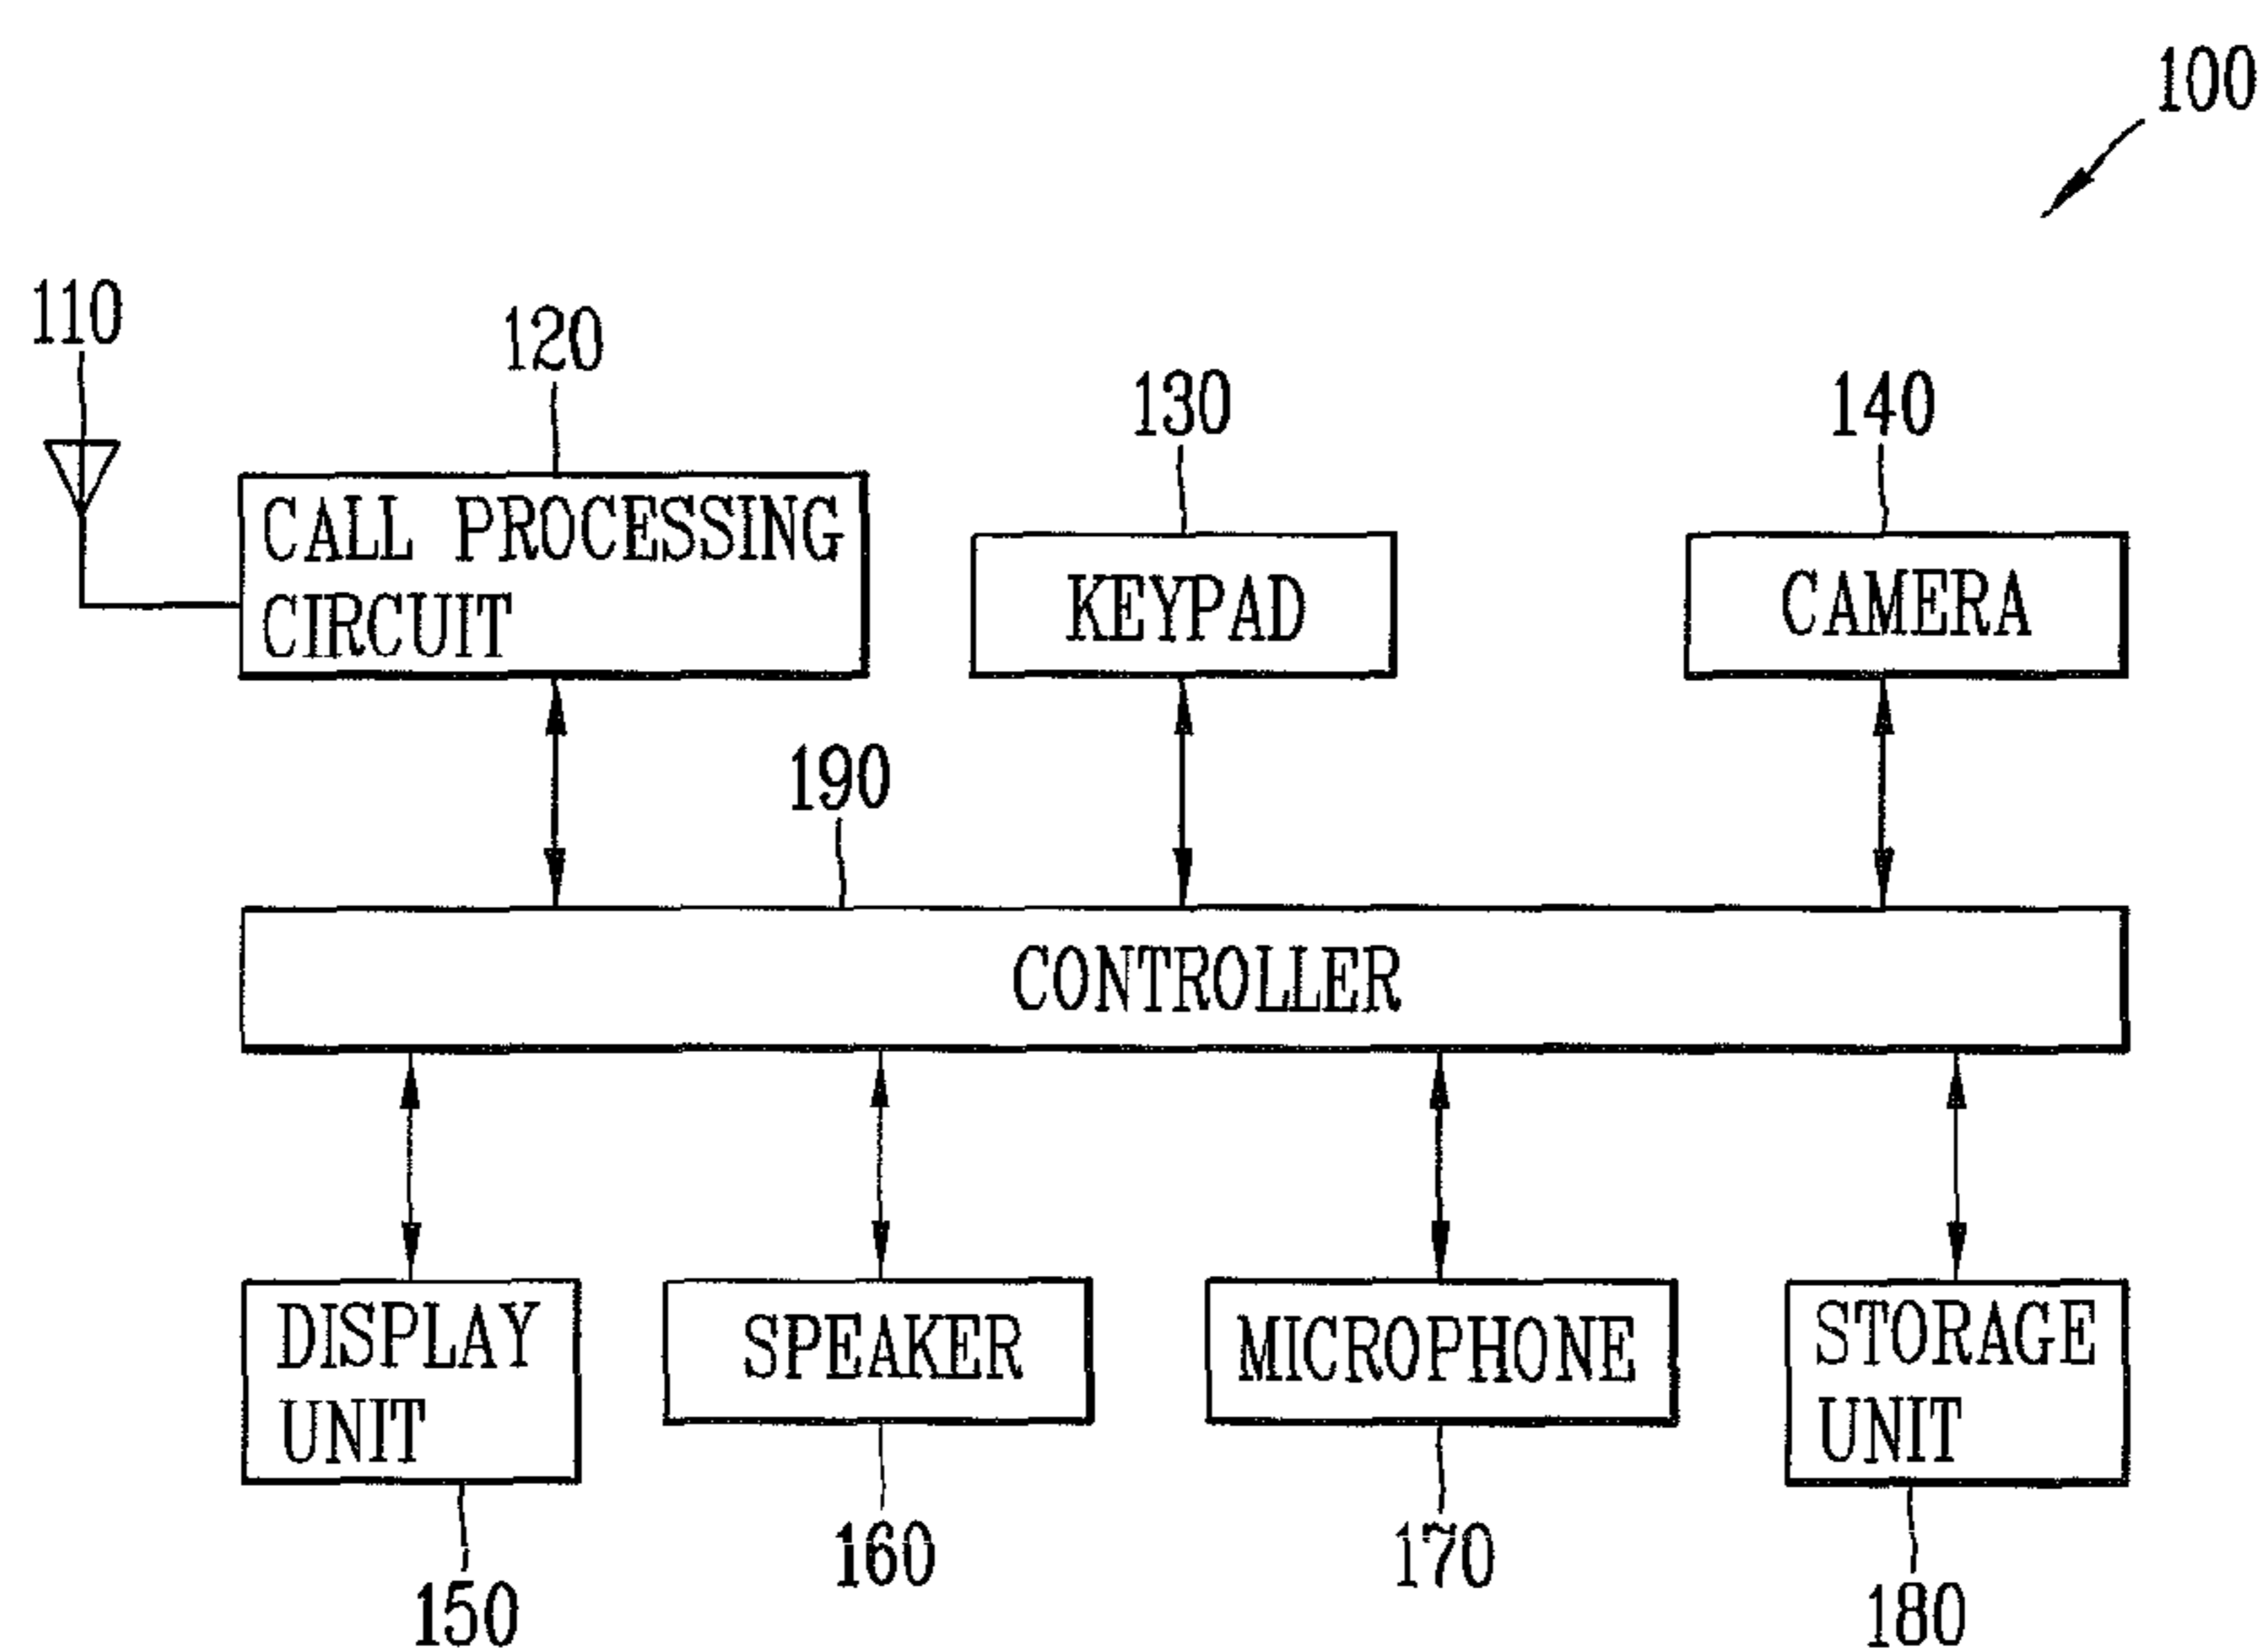 100
110
120
130
140
CALL PROCESSING
CIRCUIT
KEYPAD
CAMERA
190
CONTROLLER
DISPLAY
UNIT
SPEAKER
MICROPHONE
STORAGE
UNIT
160
170
150
180